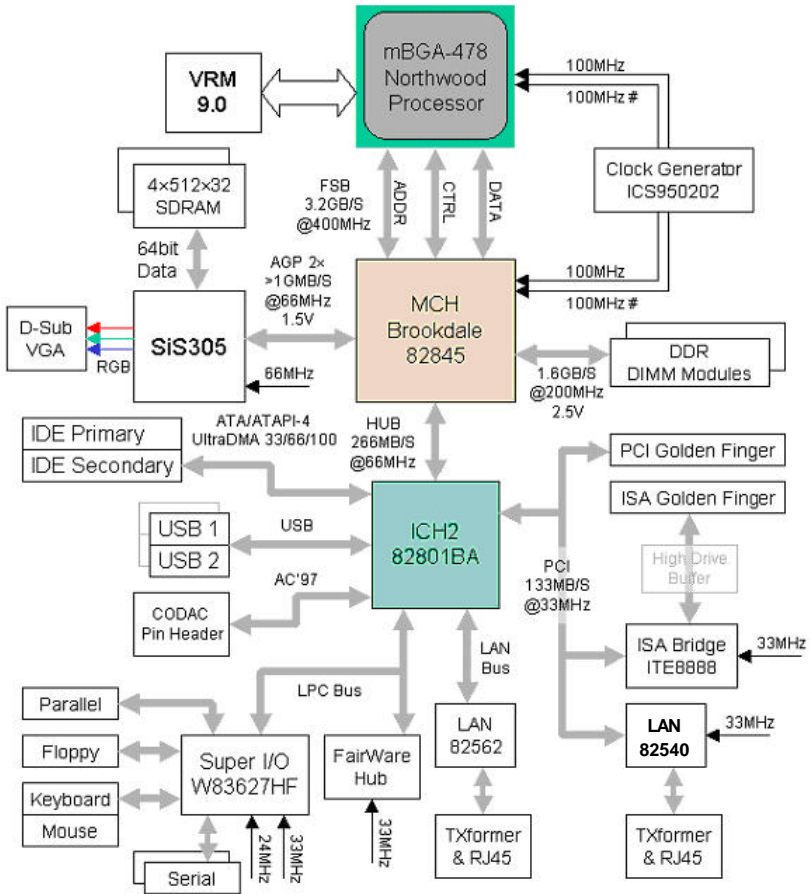 mBGA-478
Northwood
Processor
VRM
9.0
100MHz
100MHz #
Clock Generator
ICS950202
4×512×32
SDRAM
FSB
3.2GB/S
@400MHz
ADDR
CTRL
DATA
64bit
Data
AGP 2×
>1GMB/S
@66MHz
1.5V
100MHz
100MHz #
MCH
Brookdale
82845
D-Sub
VGA
RGB
SiS305
66MHz
1.6GB/S
@200MHz
2.5V
DDR
DIMM Modules
ATA/ATAPI-4
UltraDMA 33/66/100
HUB
266MB/S
@66MHz
IDE Primary
IDE Secondary
PCI Golden Finger
ISA Golden Finger
USB 1
USB 2
USB
ICH2
82801BA
High Drive
Buffer
PCI
133MB/S
@33MHz
AC'97
CODAC
Pin Header
LAN
Bus
ISA Bridge
ITE8888
33MHz
LPC Bus
Parallel
Floppy
Keyboard
Mouse
Super I/O
W83627HF
FairWare
Hub
LAN
82562
LAN
82540
33MHz
24MHz
33MHz
33MHz
Serial
TXformer
& RJ45
TXformer
& RJ45